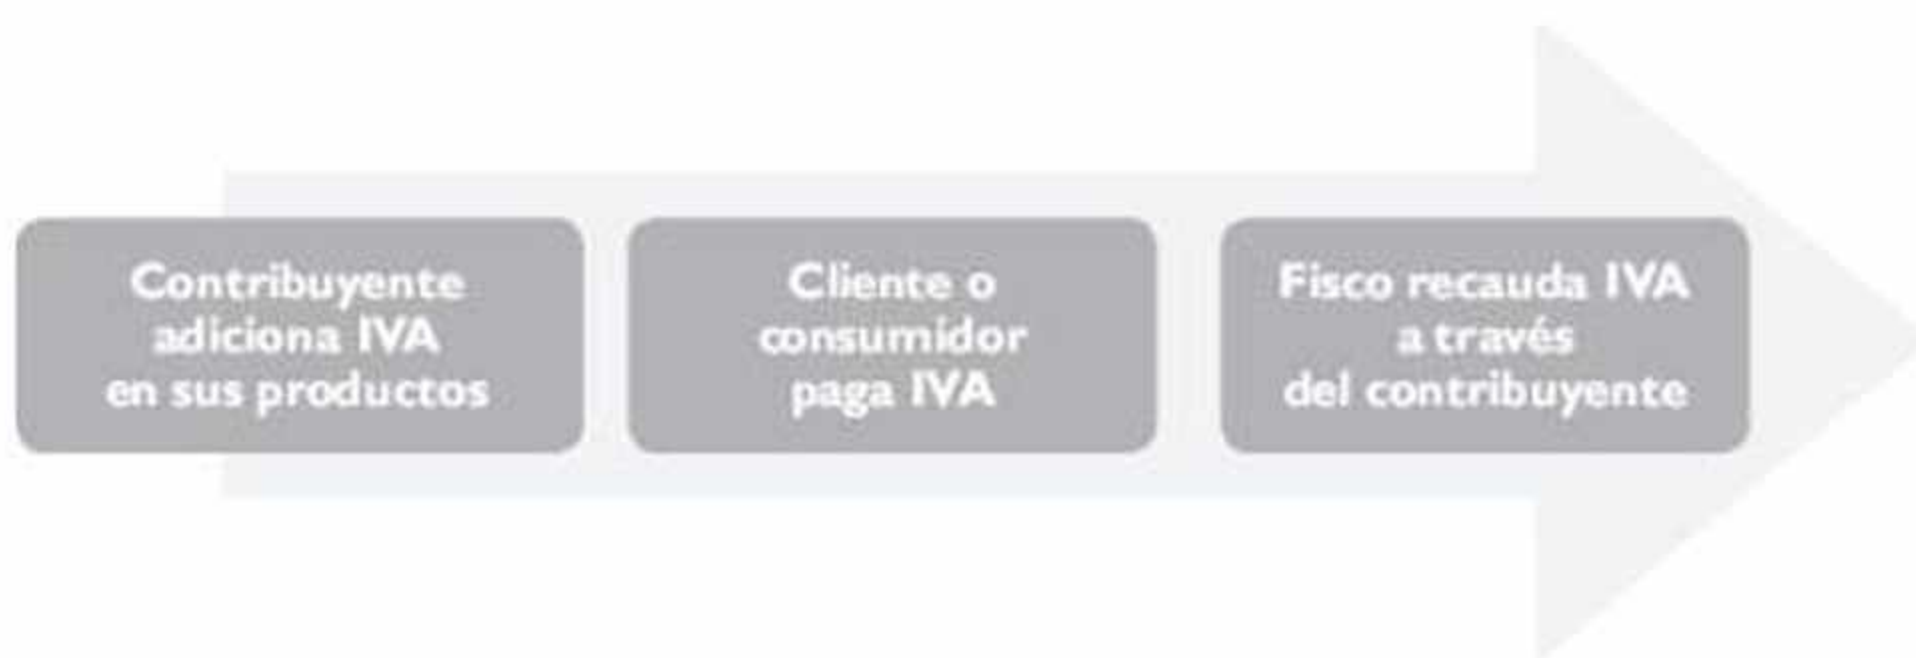 Contribuyente
adiciona IVA
en sus productos
Cliente o
consumidor
paga IVA
Fisco recauda IVA
a través
del contribuyente